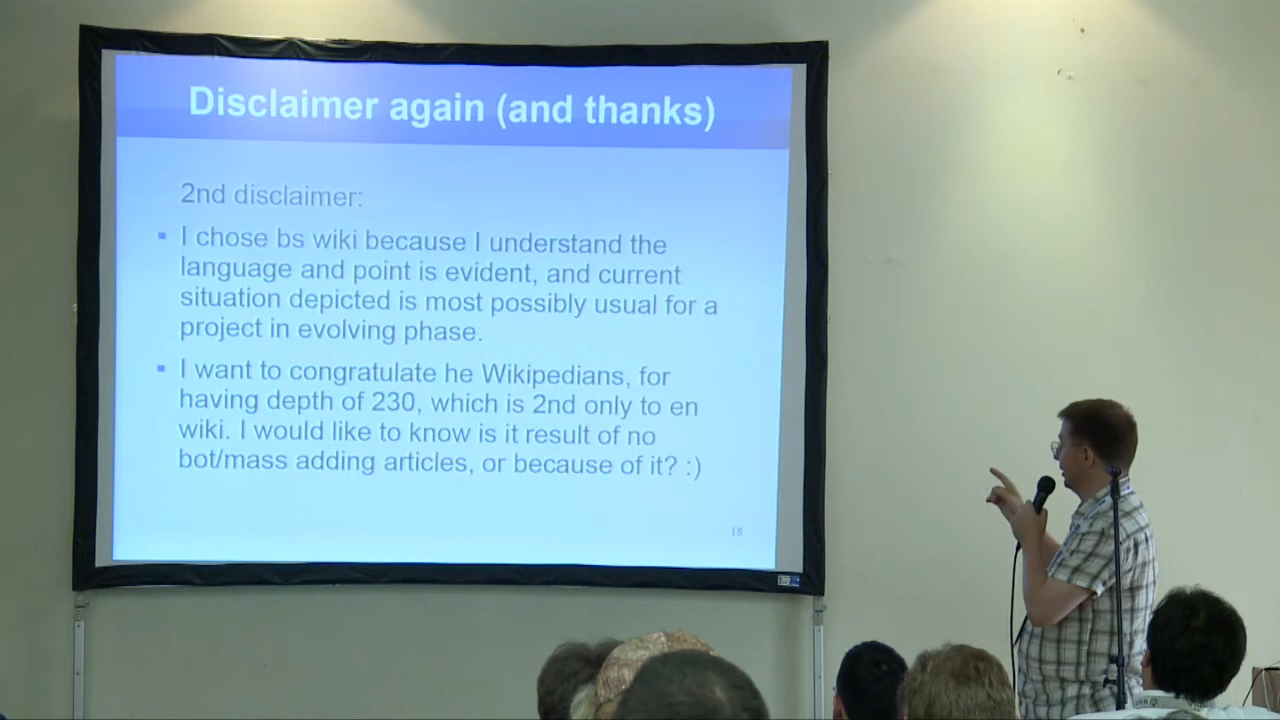 Disclaimer again (and thanks)
2nd disclaimer:
▪ I chose bs wiki because I understand the
language and point is evident, and current
situation depicted is most possibly usual for a
project in evolving phase.
▪ I want to congratulate he Wikipedians, for
having depth of 230, which is 2nd only to en
wiki. I would like to know is it result of no
bot/mass adding articles, or because of it? :)
18